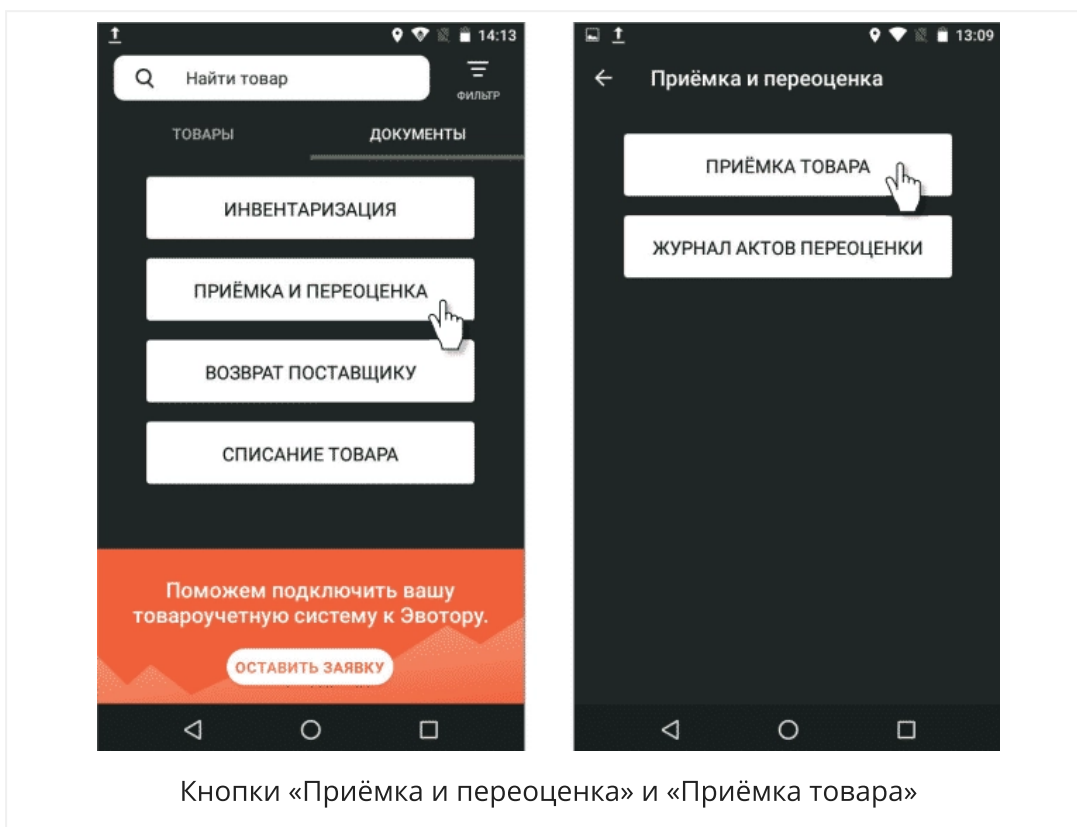 14:13
Найти товар
ФИЛЬТР
ТОВАРЫ
ДОКУМЕНТЫ
ИНВЕНТАРИЗАЦИЯ
ПРИЁМКА И ПЕРЕОЦЕНКА
ВОЗВРАТ ПОСТАВЩИКУ
СПИСАНИЕ ТОВАРА
Поможем подключить вашу
товароучетную систему к Эвотору.
ОСТАВИТЬ ЗАЯВКУ
13:09
Приёмка и переоценка
ПРИЁМКА ТОВАРА
ЖУРНАЛ АКТОВ ПЕРЕОЦЕНКИ
Кнопки «Приёмка и переоценка» и «Приёмка товара»